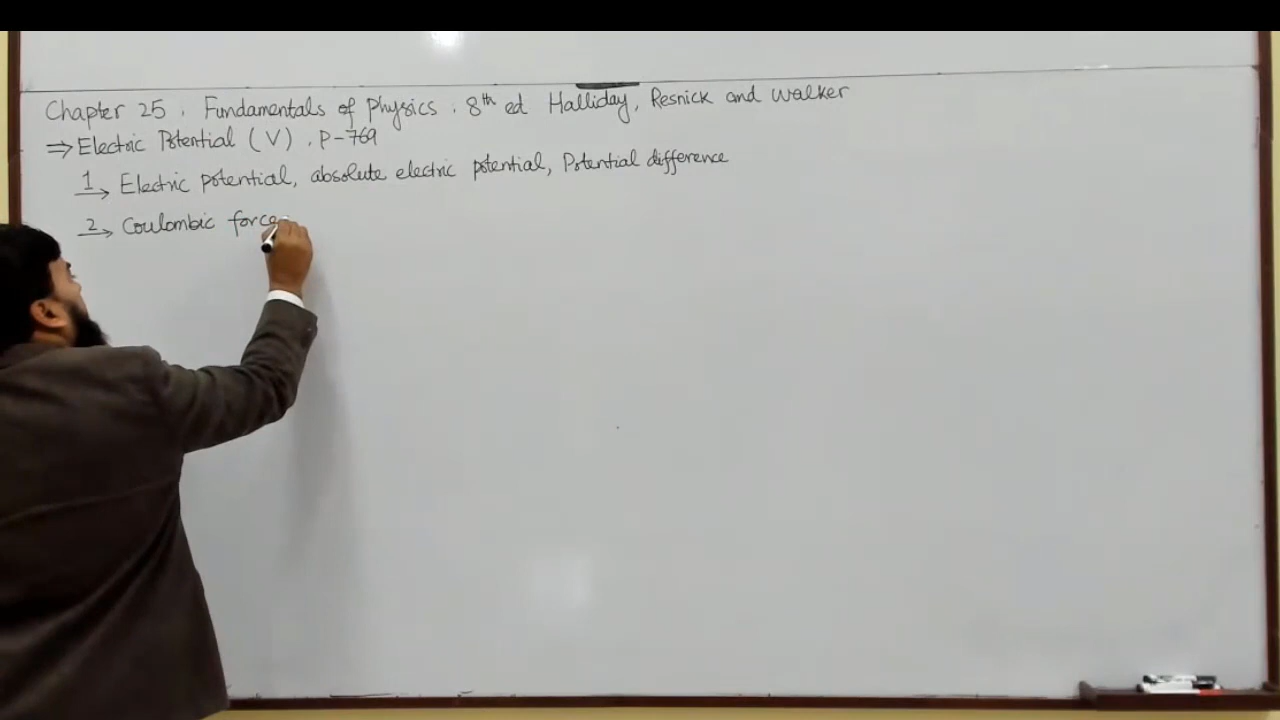 Chapter 25. Fundamentals of Physics. 8th ed Halliday, Resnick and Walker
⇒ Electric Potential (V). P-769
1→ Electric potential, absolute electric potential, Potential difference
2→ Coulombic force